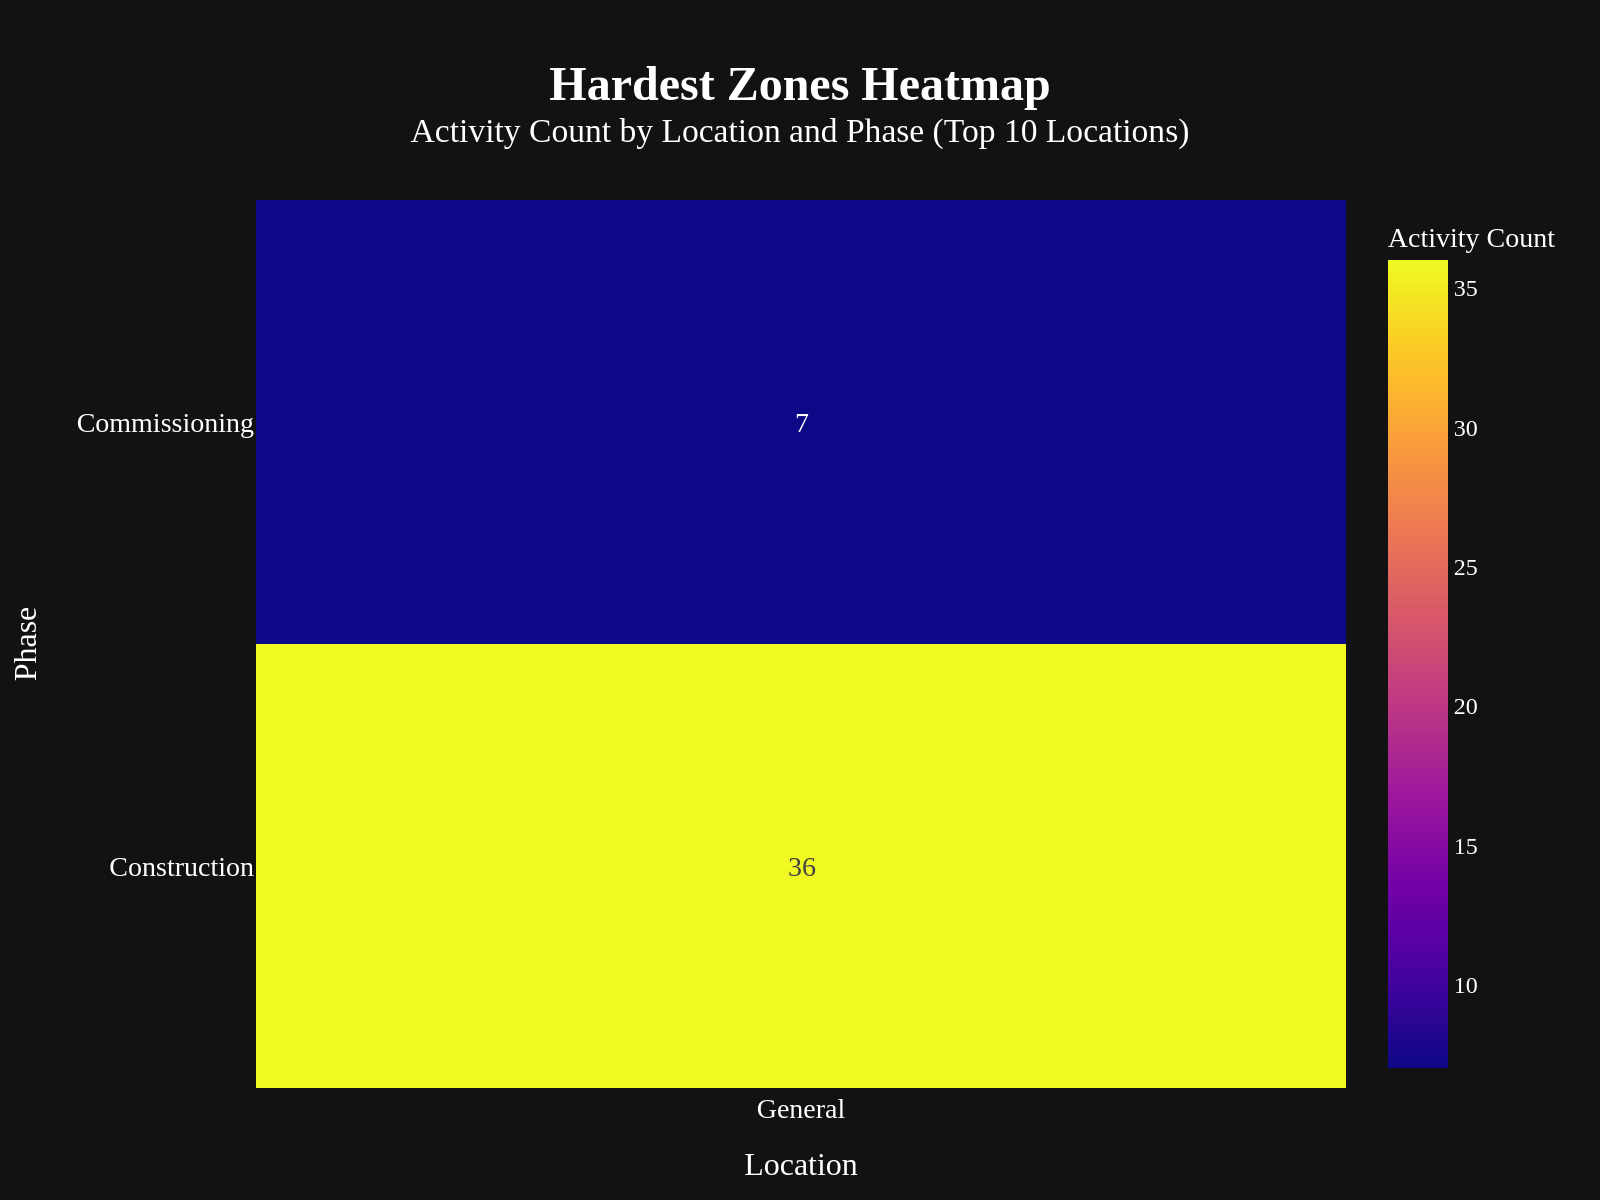 Hardest Zones Heatmap
Activity Count by Location and Phase (Top 10 Locations)
Activity Count
35
30
25
20
15
10
Phase
Commissioning
7
Construction
36
General
Location